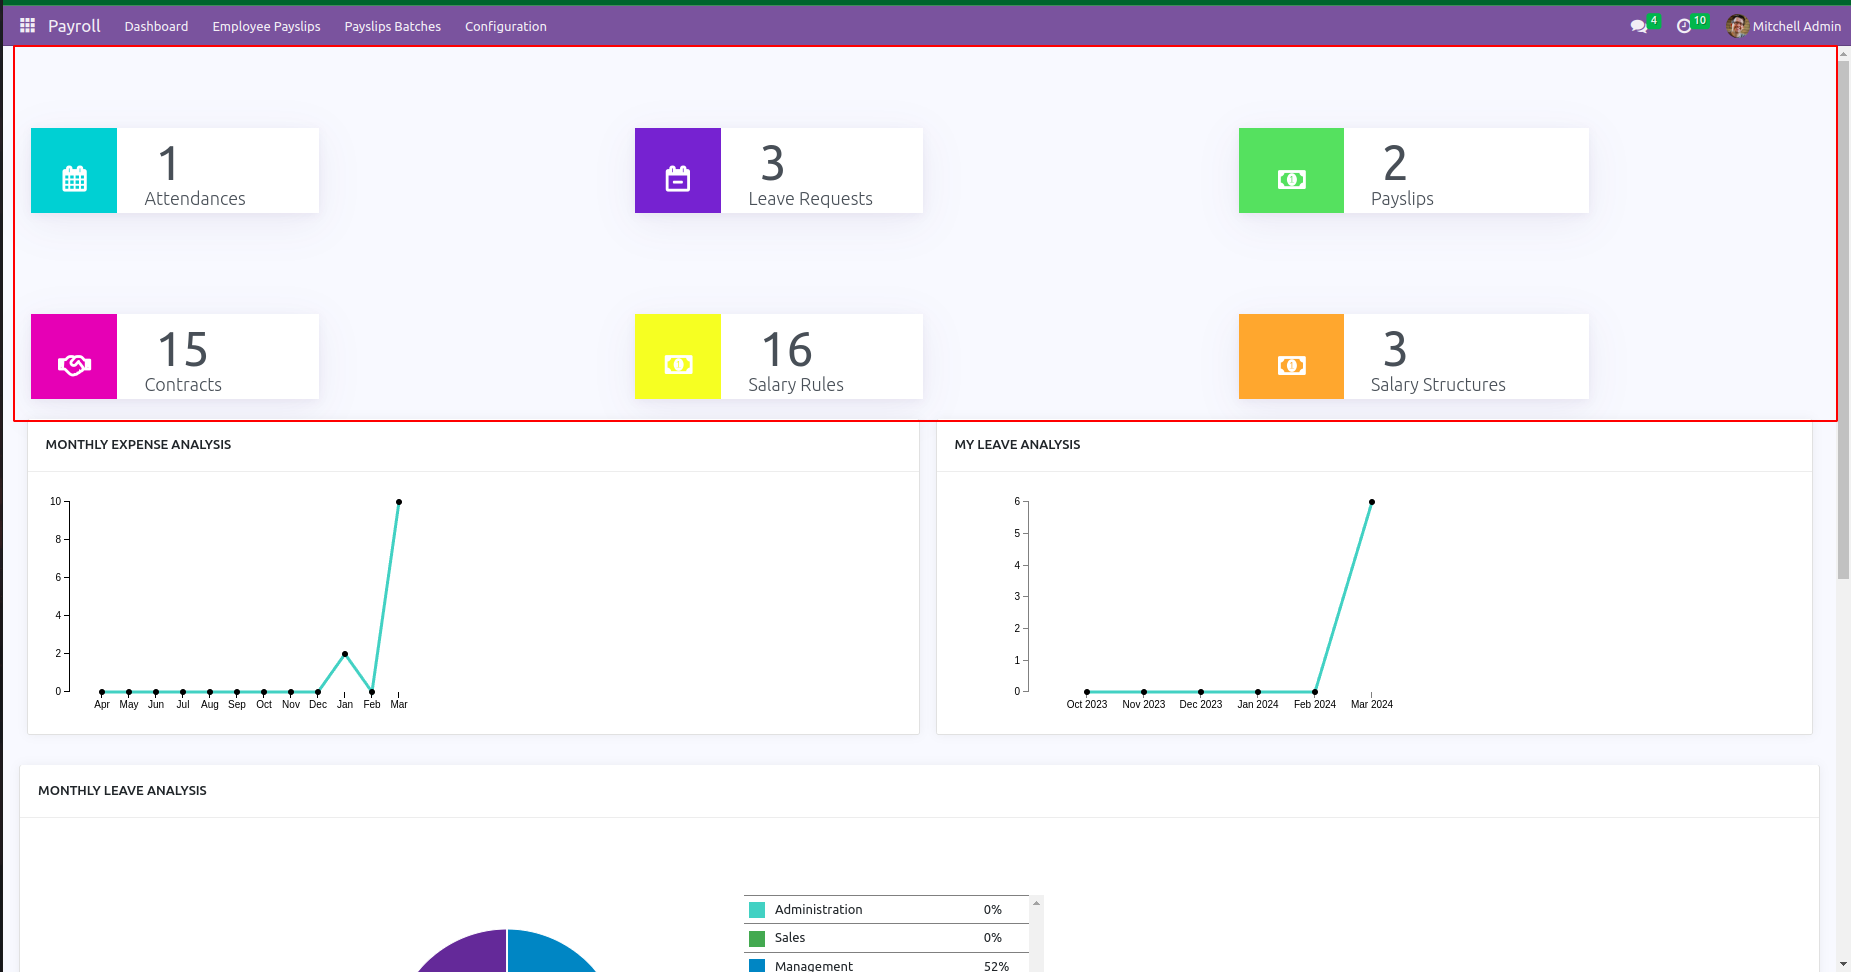 Payroll Dashboard Employee Payslips Payslips Batches Configuration 4 10 Mitchell Admin
1
Attendances
3
Leave Requests
2
Payslips
15
Contracts
16
Salary Rules
3
Salary Structures
MONTHLY EXPENSE ANALYSIS
10
8
6
4
2
0
Apr May Jun Jul Aug Sep Oct Nov Dec Jan Feb Mar
MY LEAVE ANALYSIS
6
5
4
3
2
1
0
Oct 2023 Nov 2023 Dec 2023 Jan 2024 Feb 2024 Mar 2024
MONTHLY LEAVE ANALYSIS
Administration 0%
Sales 0%
Management 52%